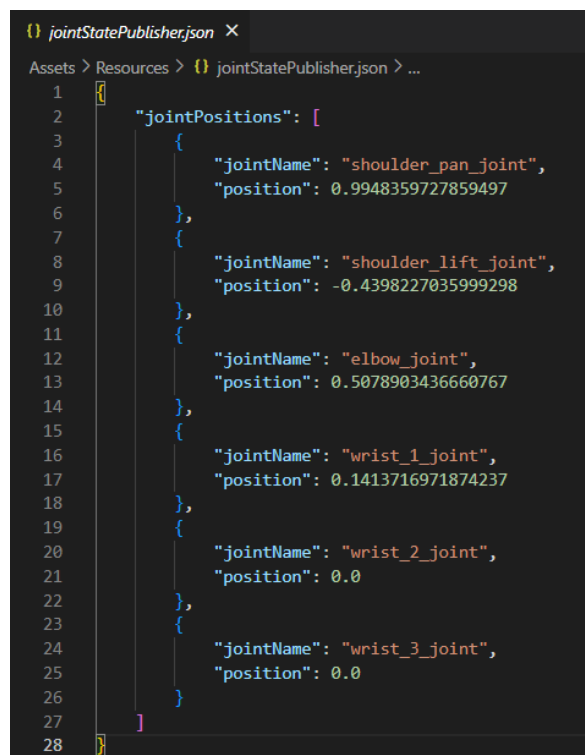 {} jointStatePublisher.json ×
Assets > Resources > {} jointStatePublisher.json > ...
1 {
2     "jointPositions": [
3         {
4             "jointName": "shoulder_pan_joint",
5             "position": 0.9948359727859497
6         },
7         {
8             "jointName": "shoulder_lift_joint",
9             "position": -0.4398227035999298
10         },
11         {
12             "jointName": "elbow_joint",
13             "position": 0.5078903436660767
14         },
15         {
16             "jointName": "wrist_1_joint",
17             "position": 0.1413716971874237
18         },
19         {
20             "jointName": "wrist_2_joint",
21             "position": 0.0
22         },
23         {
24             "jointName": "wrist_3_joint",
25             "position": 0.0
26         }
27     ]
28 }